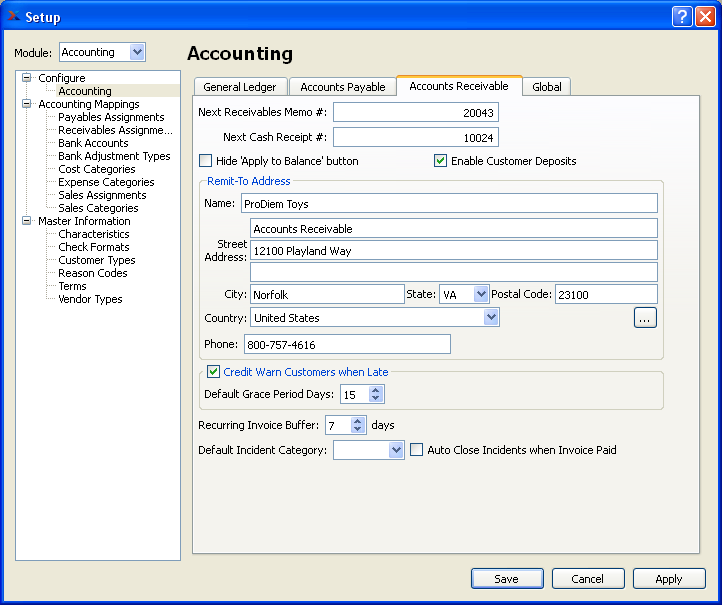 Setup
Module: Accounting
Configure
Accounting
Accounting Mappings
Payables Assignments
Receivables Assignme...
Bank Accounts
Bank Adjustment Types
Cost Categories
Expense Categories
Sales Assignments
Sales Categories
Master Information
Characteristics
Check Formats
Customer Types
Reason Codes
Terms
Vendor Types
Accounting
General Ledger Accounts Payable Accounts Receivable Global
Next Receivables Memo #: 20043
Next Cash Receipt #: 10024
Hide 'Apply to Balance' button Enable Customer Deposits
Remit-To Address
Name: ProDiem Toys
Street Address: Accounts Receivable
12100 Playland Way
City: Norfolk State: VA Postal Code: 23100
Country: United States ...
Phone: 800-757-4616
Credit Warn Customers when Late
Default Grace Period Days: 15
Recurring Invoice Buffer: 7 days
Default Incident Category: Auto Close Incidents when Invoice Paid
Save Cancel Apply